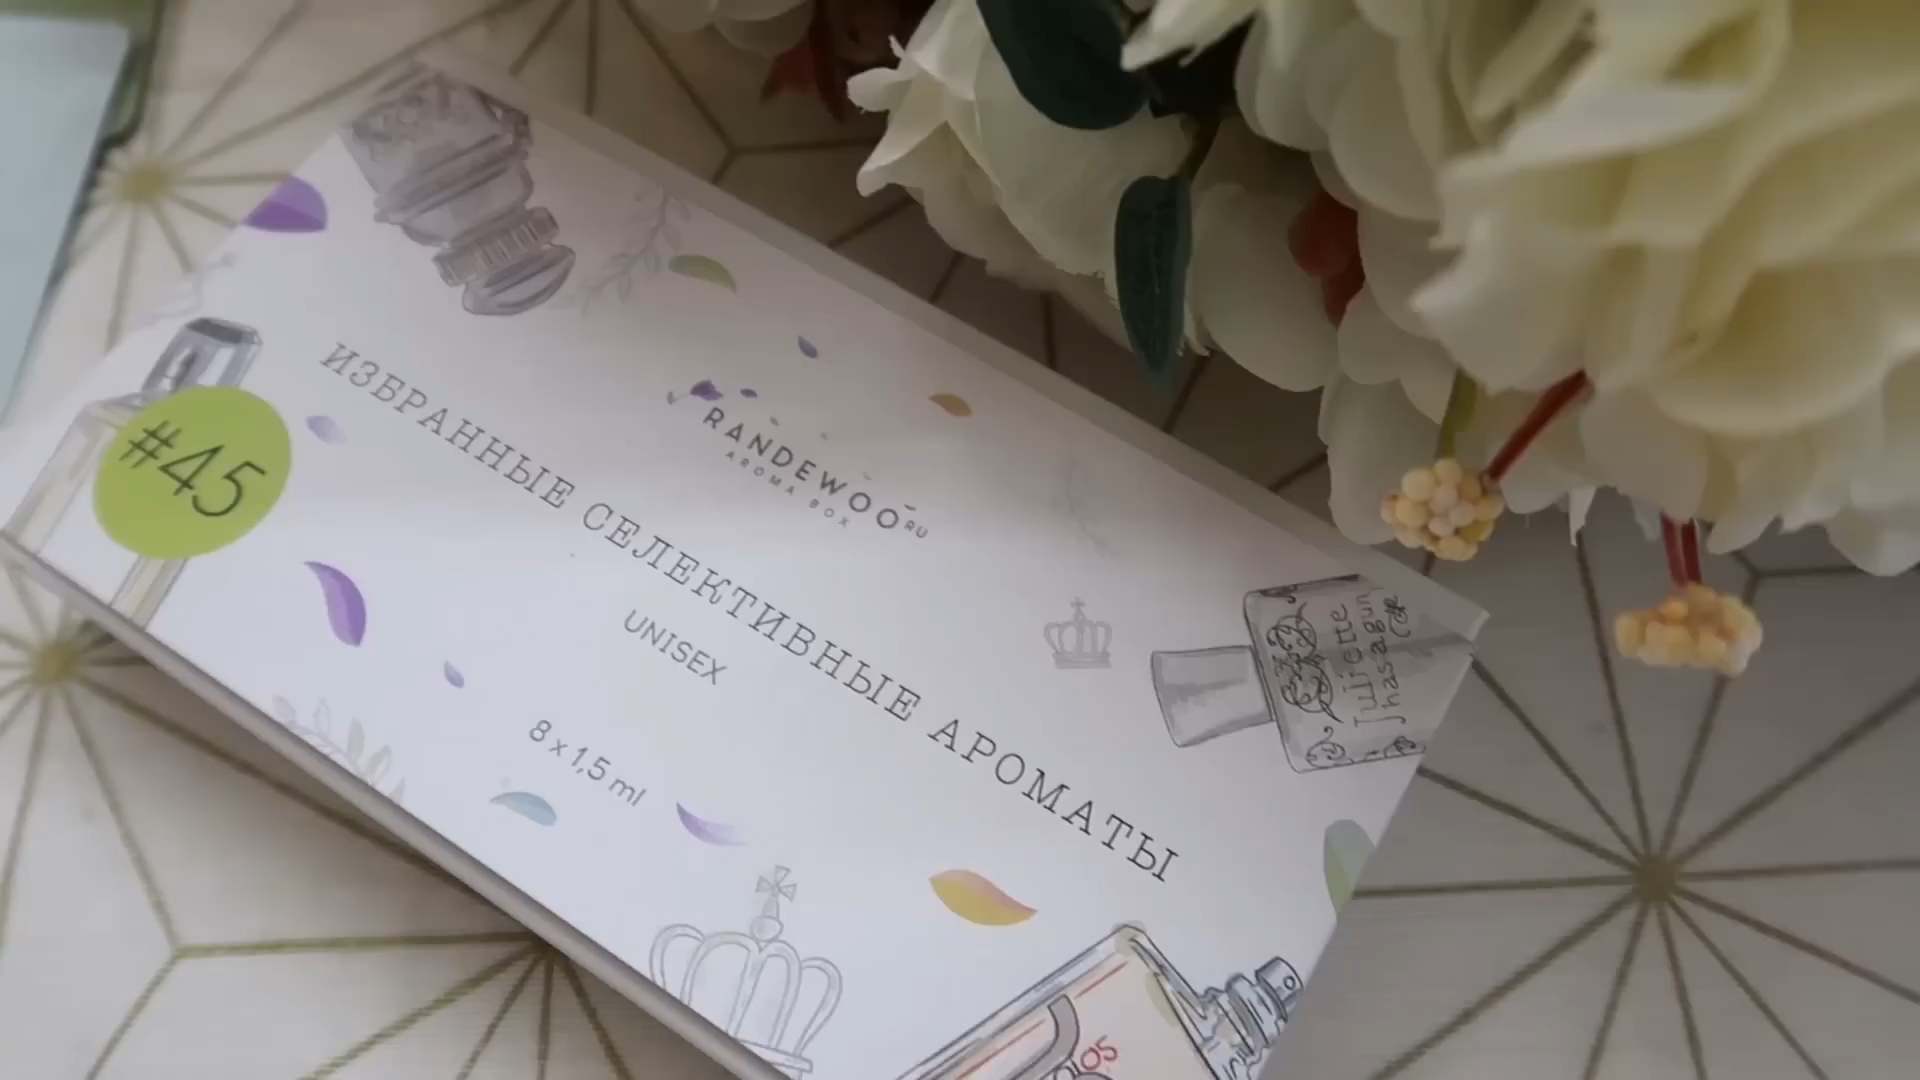 #45
RANDEWOO RU
AROMA BOX
ИЗБРАННЫЕ СЕЛЕКТИВНЫЕ АРОМАТЫ
UNISEX
8 x 1,5 ml
Juliette
has a gun